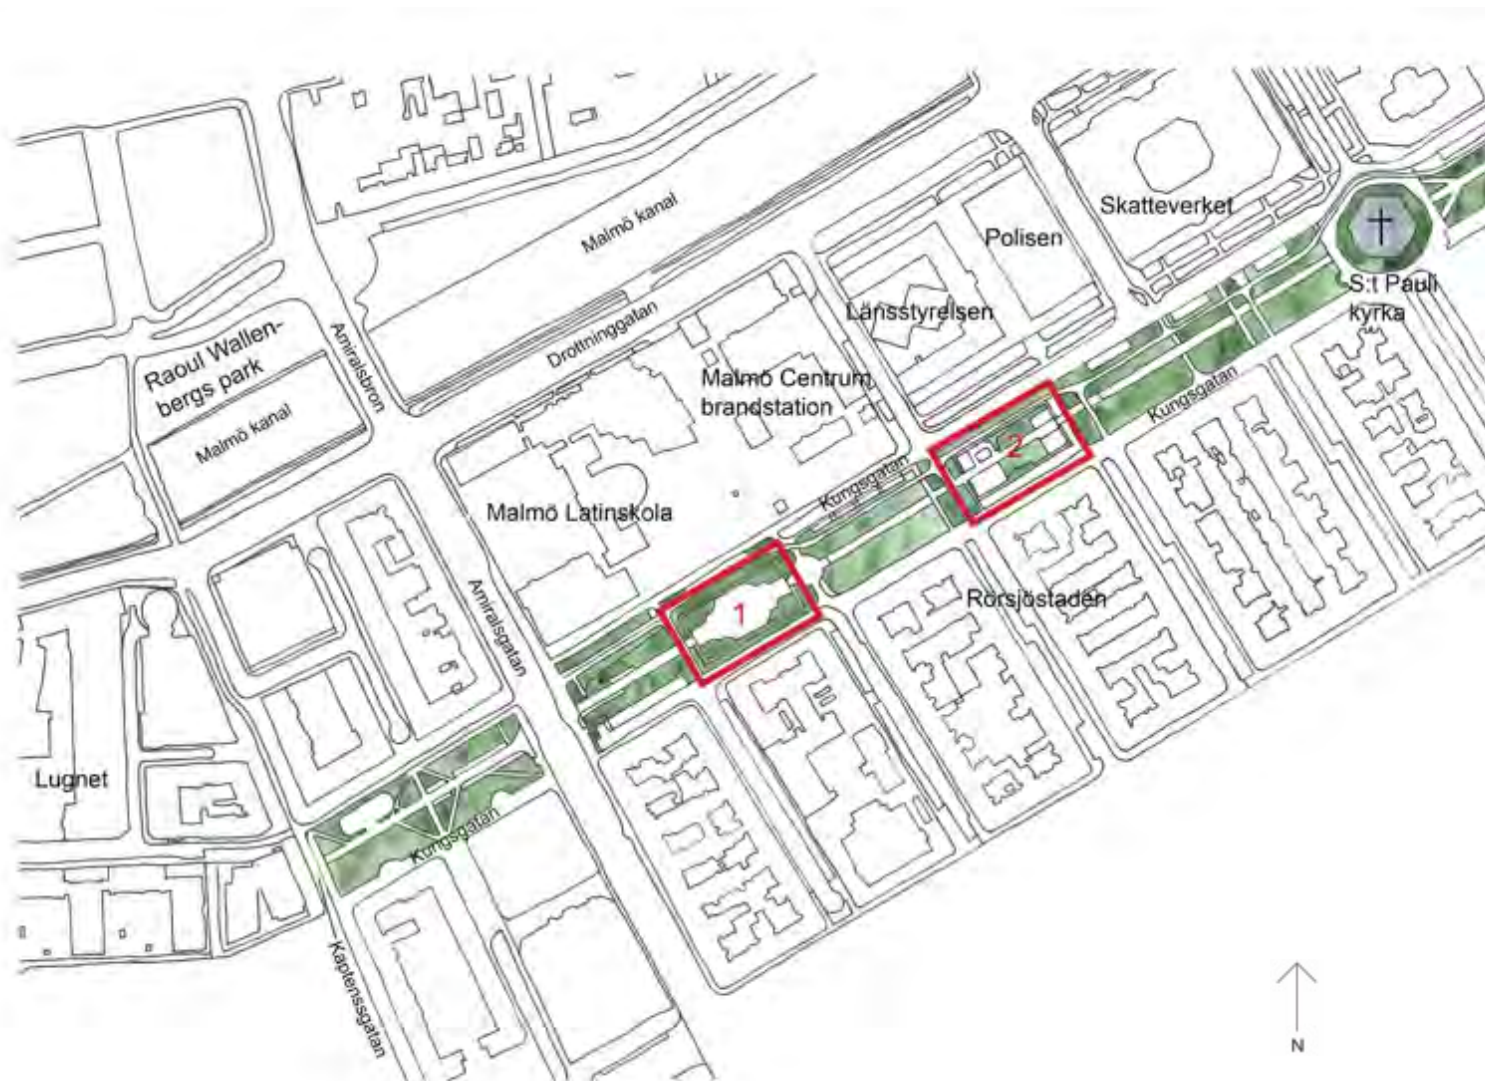 Malmö kanal
Skatteverket
Polisen
S:t Pauli
kyrka
Länsstyrelsen
Drottninggatan
Amiralsbron
Raoul Wallen-
bergs park
Malmö kanal
Malmö Centrum
brandstation
Kungsgatan
2
Kungsgatan
Malmö Latinskola
Rörsjöstaden
1
Amiralsgatan
Lugnet
Kungsgatan
Kaptenssgatan
N